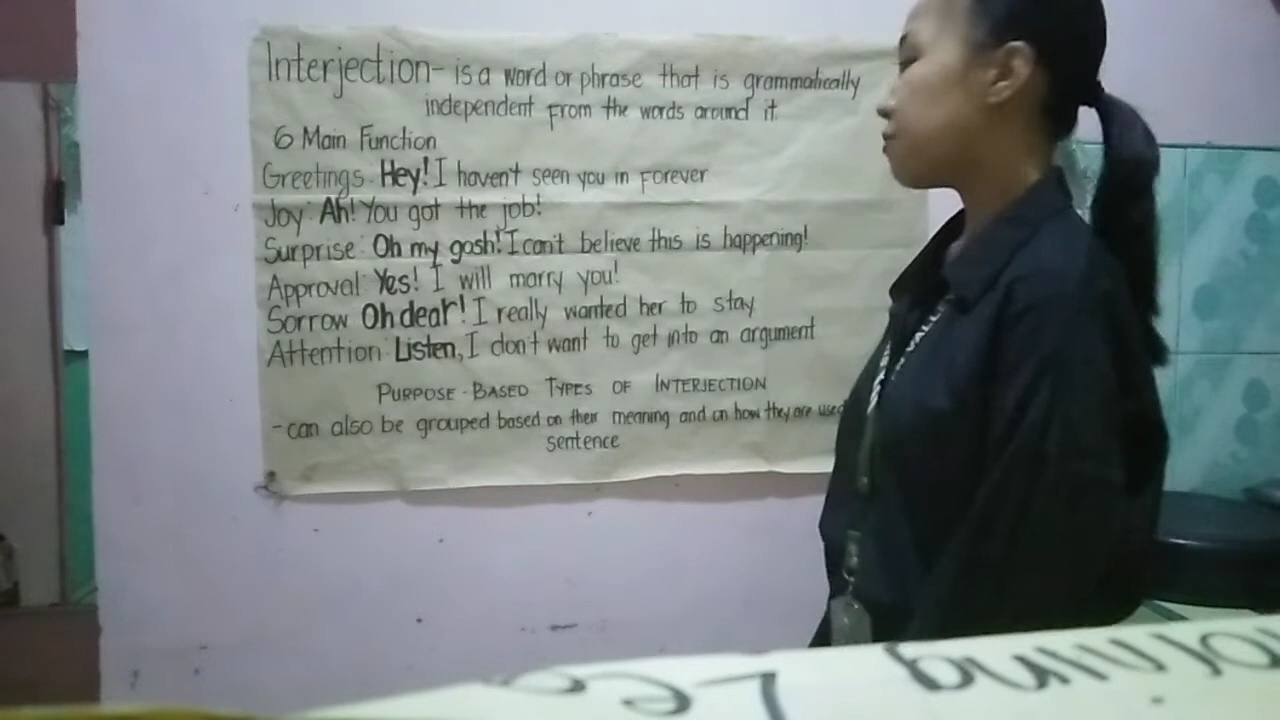 Interjection- is a word or phrase that is grammatically
independent from the words around it.
6 Main Function
Greetings: Hey! I haven't seen you in forever
Joy: Ah! You got the job!
Surprise: Oh my gosh! I can't believe this is happening!
Approval: Yes! I will marry you!
Sorrow Oh dear! I really wanted her to stay
Attention: Listen, I don't want to get into an argument
PURPOSE-BASED TYPES OF INTERJECTION
-can also be grouped based on their meaning and on how they are used
sentence